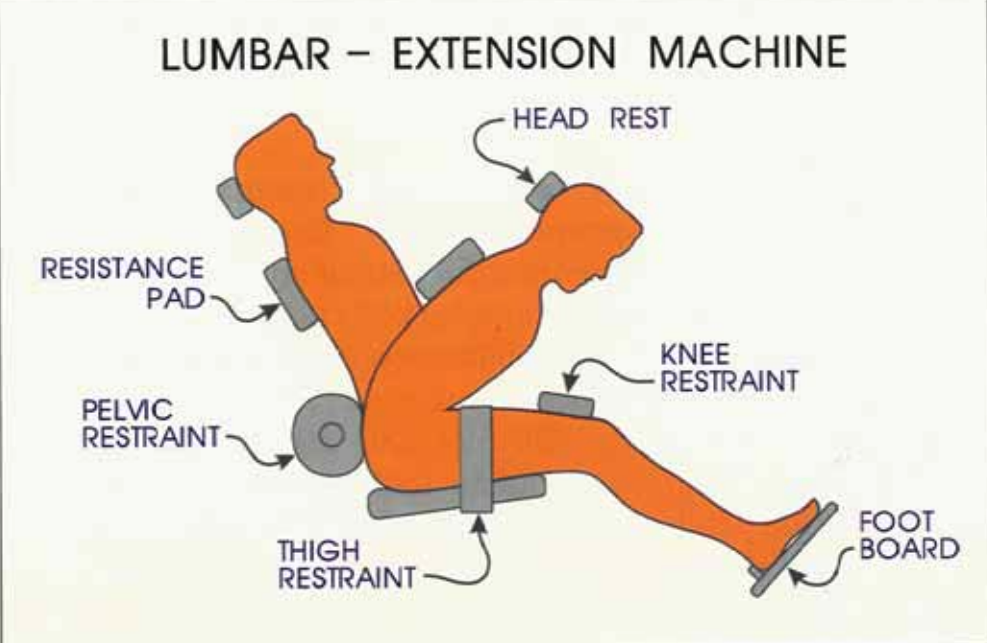 LUMBAR – EXTENSION MACHINE
HEAD REST
RESISTANCE
PAD
KNEE
RESTRAINT
PELVIC
RESTRAINT
THIGH
RESTRAINT
FOOT
BOARD